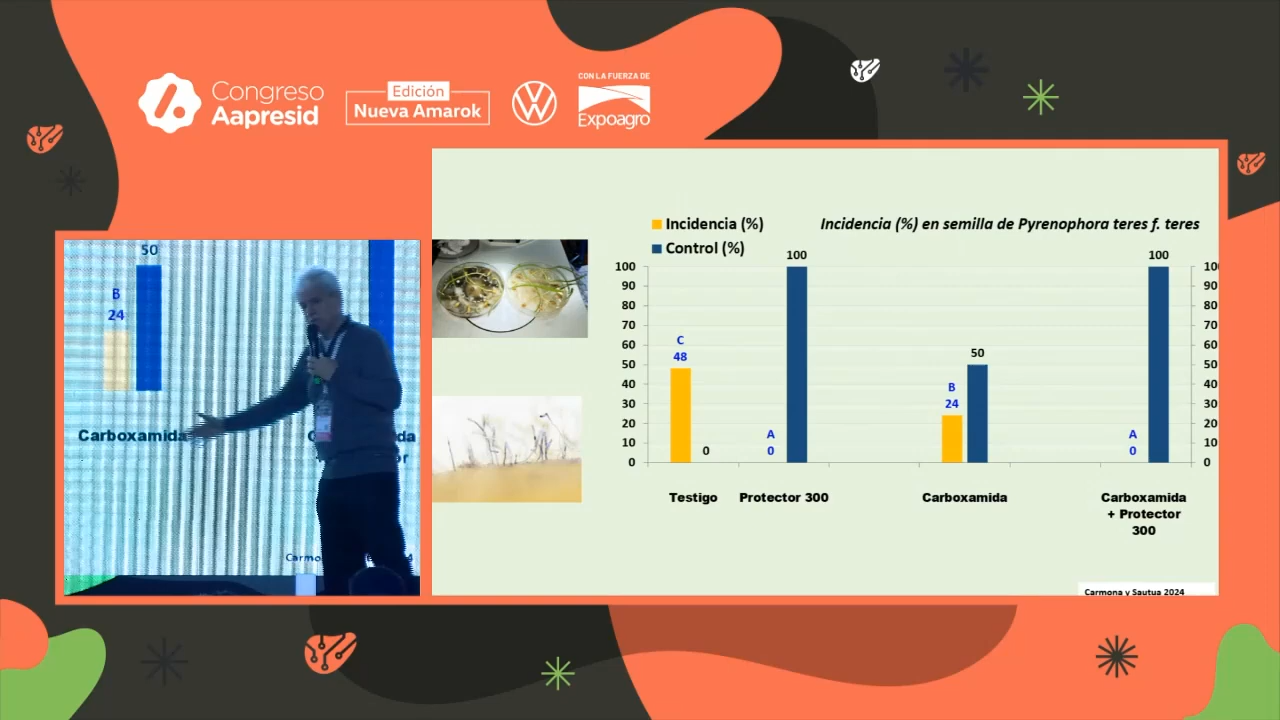 Congreso
Aapresid
Edición
Nueva Amarok
CON LA FUERZA DE
Expoagro
50
B
24
Carboxamida
Incidencia (%)
Control (%)
Incidencia (%) en semilla de Pyrenophora teres f. teres
100
90
80
70
60
50
40
30
20
10
0
C
48
0
A
0
100
B
24
50
A
0
100
90
80
70
60
50
40
30
20
10
0
Testigo
Protector 300
Carboxamida
Carboxamida
+ Protector
300
Carmona y Sautua 2024